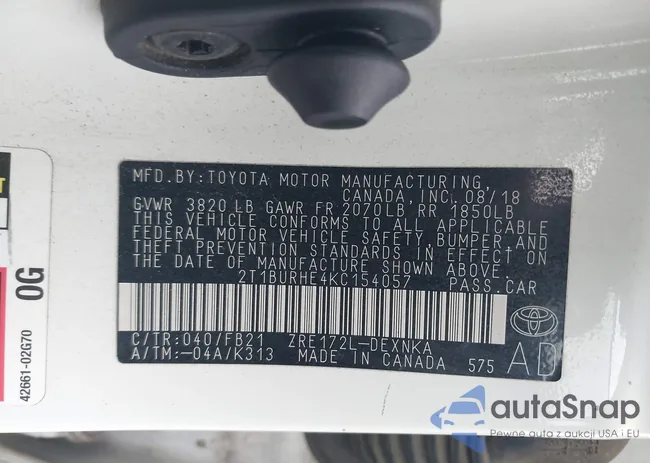 MFD.BY:TOYOTA MOTOR MANUFACTURING,
CANADA, INC. 08/18
GVWR 3820 LB GAWR FR 2070LB RR 1850LB
THIS VEHICLE CONFORMS TO ALL APPLICABLE
FEDERAL MOTOR VEHICLE SAFETY, BUMPER, AND
THEFT PREVENTION STANDARDS IN EFFECT ON
THE DATE OF MANUFACTURE SHOWN ABOVE.
2T1BURHE4KC154057 PASS.CAR
C/TR:040/FB21 ZRE172L-DEXNKA
A/TM:-04A/K313 MADE IN CANADA 575
AD
0G
42661-02G70
autoSnap
Pewne auta z aukcji USA i EU